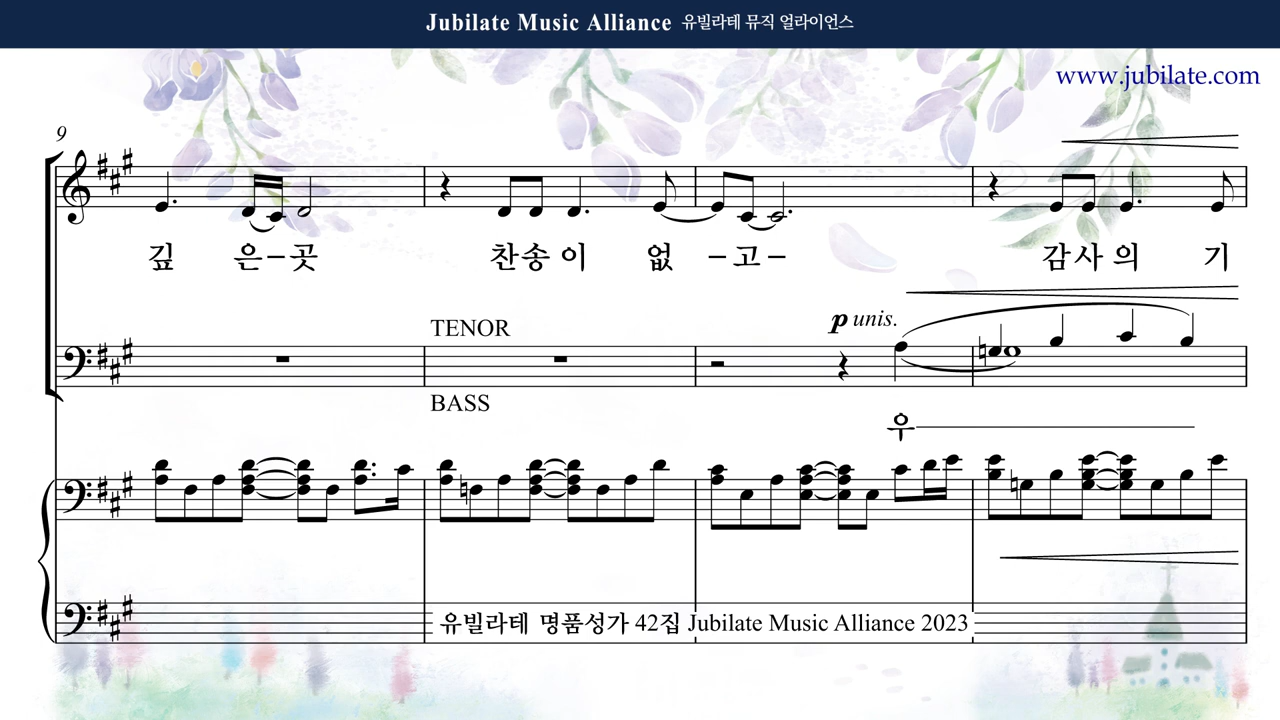 Jubilate Music Alliance 유빌라테 뮤직 얼라이언스
www.jubilate.com
9
깊 은-곳 찬송이 없 -고- 감사의 기
TENOR
p unis.
BASS
우
유빌라테 명품성가 42집 Jubilate Music Alliance 2023